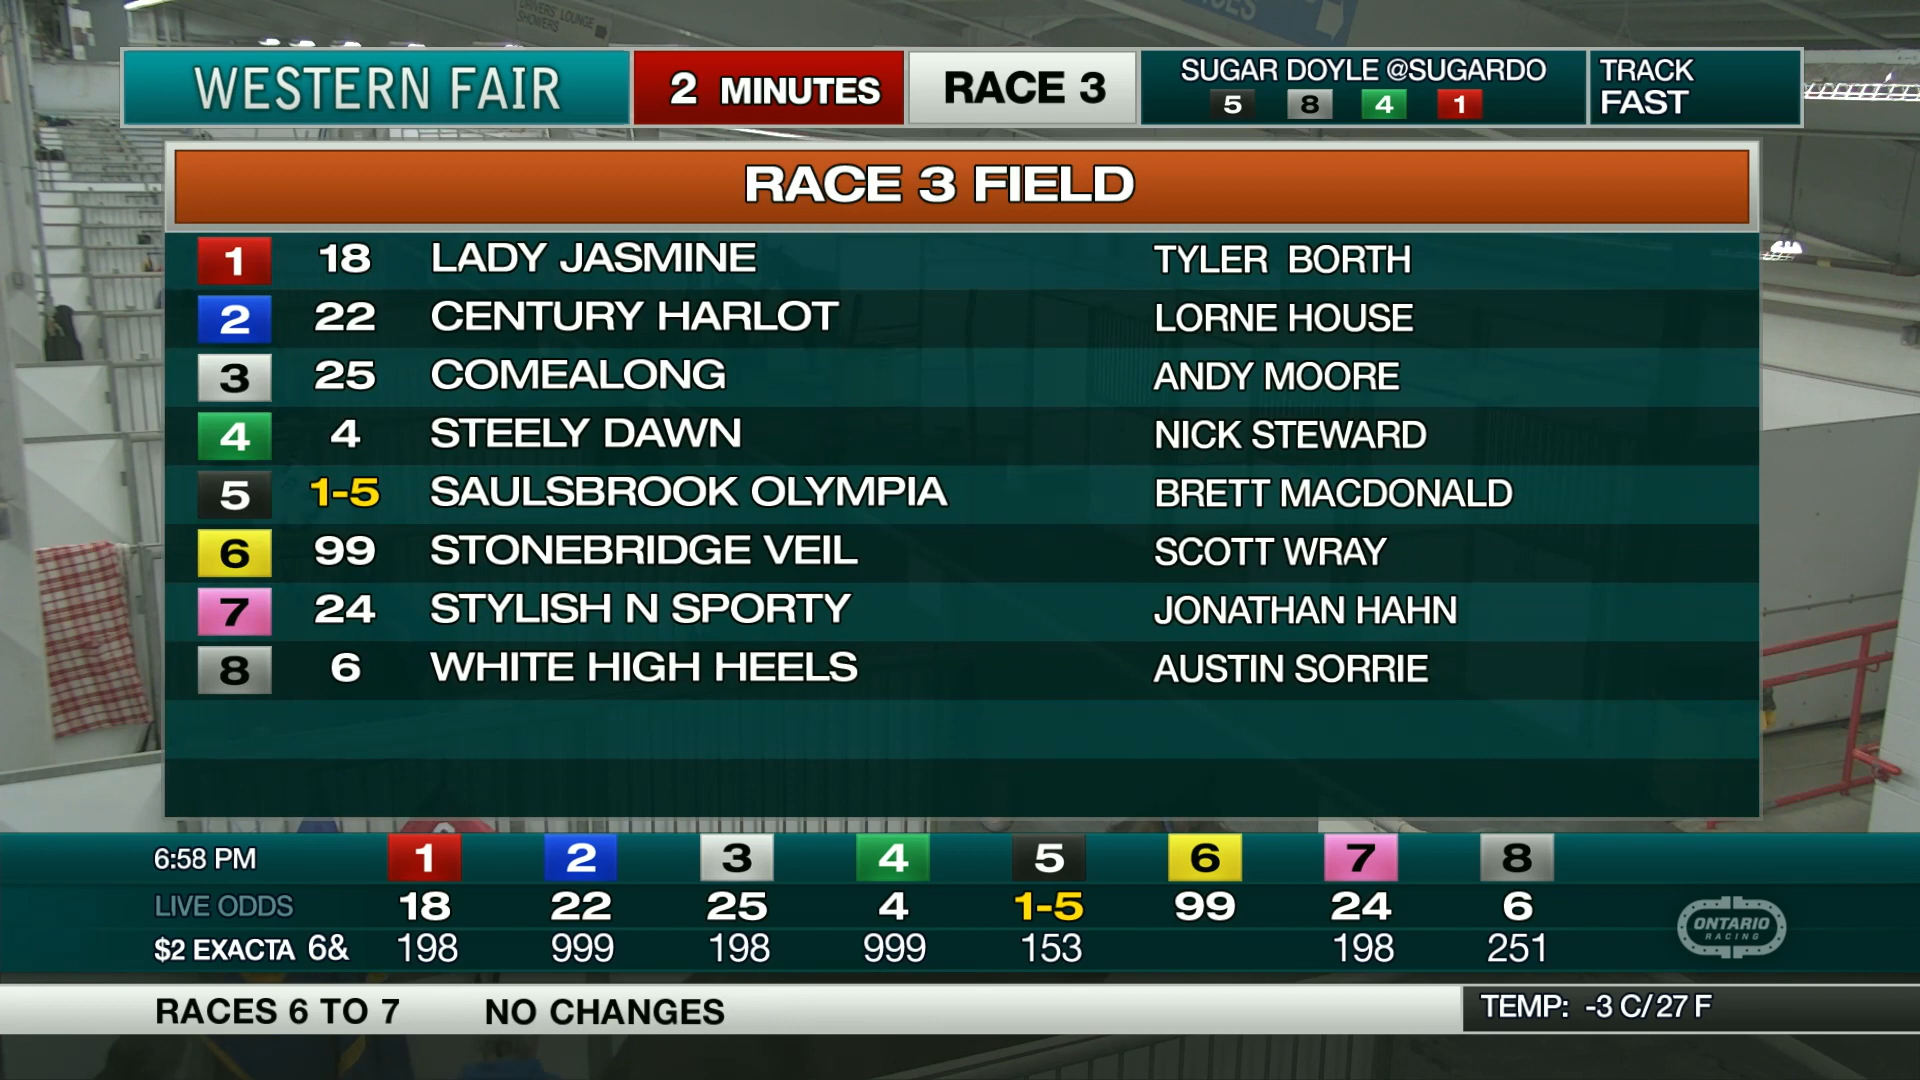 DRIVERS' LOUNGE
SHOWERS
WESTERN FAIR
2 MINUTES
RACE 3
SUGAR DOYLE @SUGARDO
5 8 4 1
TRACK
FAST
RACE 3 FIELD
1 18 LADY JASMINE TYLER BORTH
2 22 CENTURY HARLOT LORNE HOUSE
3 25 COMEALONG ANDY MOORE
4 4 STEELY DAWN NICK STEWARD
5 1-5 SAULSBROOK OLYMPIA BRETT MACDONALD
6 99 STONEBRIDGE VEIL SCOTT WRAY
7 24 STYLISH N SPORTY JONATHAN HAHN
8 6 WHITE HIGH HEELS AUSTIN SORRIE
6:58 PM 1 2 3 4 5 6 7 8
LIVE ODDS 18 22 25 4 1-5 99 24 6
$2 EXACTA 6& 198 999 198 999 153 198 251
ONTARIO
RACING
RACES 6 TO 7 NO CHANGES
TEMP: -3 C/27 F